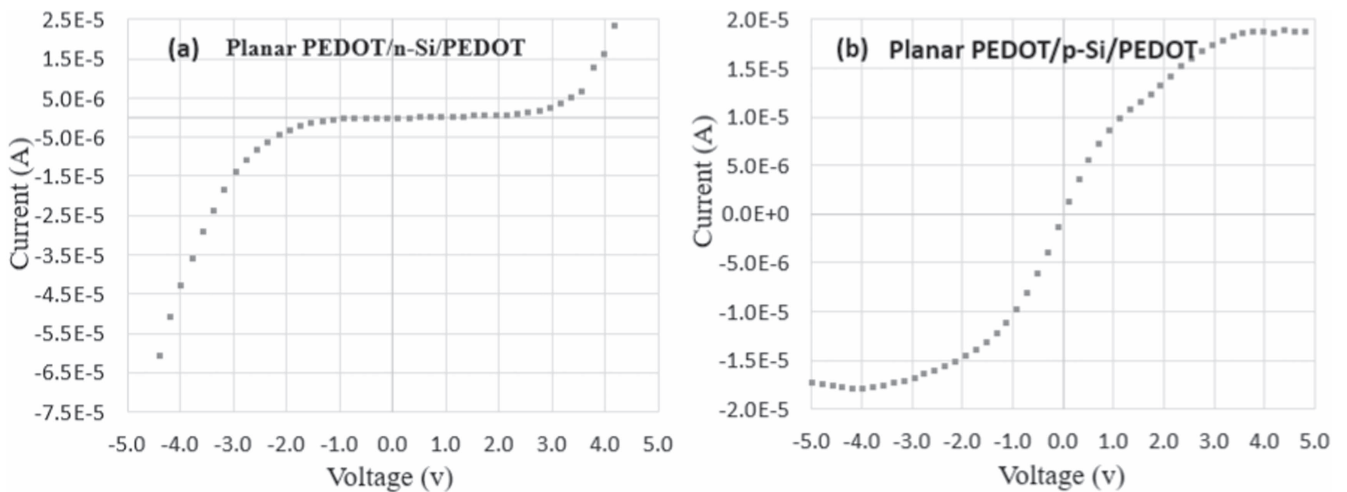 (a) Planar PEDOT/n-Si/PEDOT
2.5E-5
1.5E-5
5.0E-6
-5.0E-6
-1.5E-5
-2.5E-5
-3.5E-5
-4.5E-5
-5.5E-5
-6.5E-5
-7.5E-5
Current (A)
-5.0 -4.0 -3.0 -2.0 -1.0 0.0 1.0 2.0 3.0 4.0 5.0
Voltage (v)
(b) Planar PEDOT/p-Si/PEDOT
2.0E-5
1.5E-5
1.0E-5
5.0E-6
0.0E+0
-5.0E-6
-1.0E-5
-1.5E-5
-2.0E-5
Current (A)
-5.0 -4.0 -3.0 -2.0 -1.0 0.0 1.0 2.0 3.0 4.0 5.0
Voltage (v)